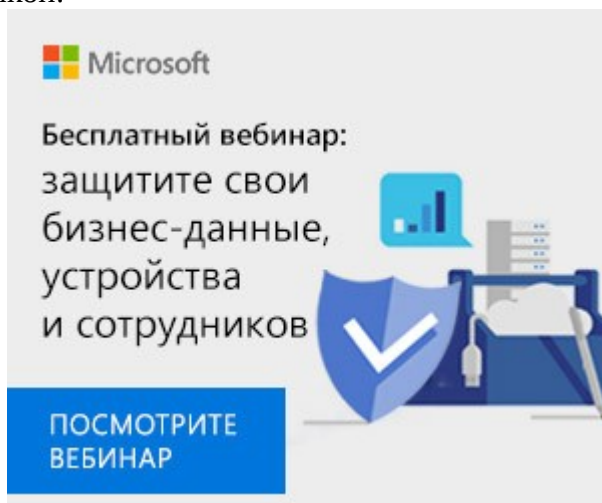 Microsoft
Бесплатный вебинар:
защитите свои
бизнес-данные,
устройства
и сотрудников
ПОСМОТРИТЕ
ВЕБИНАР